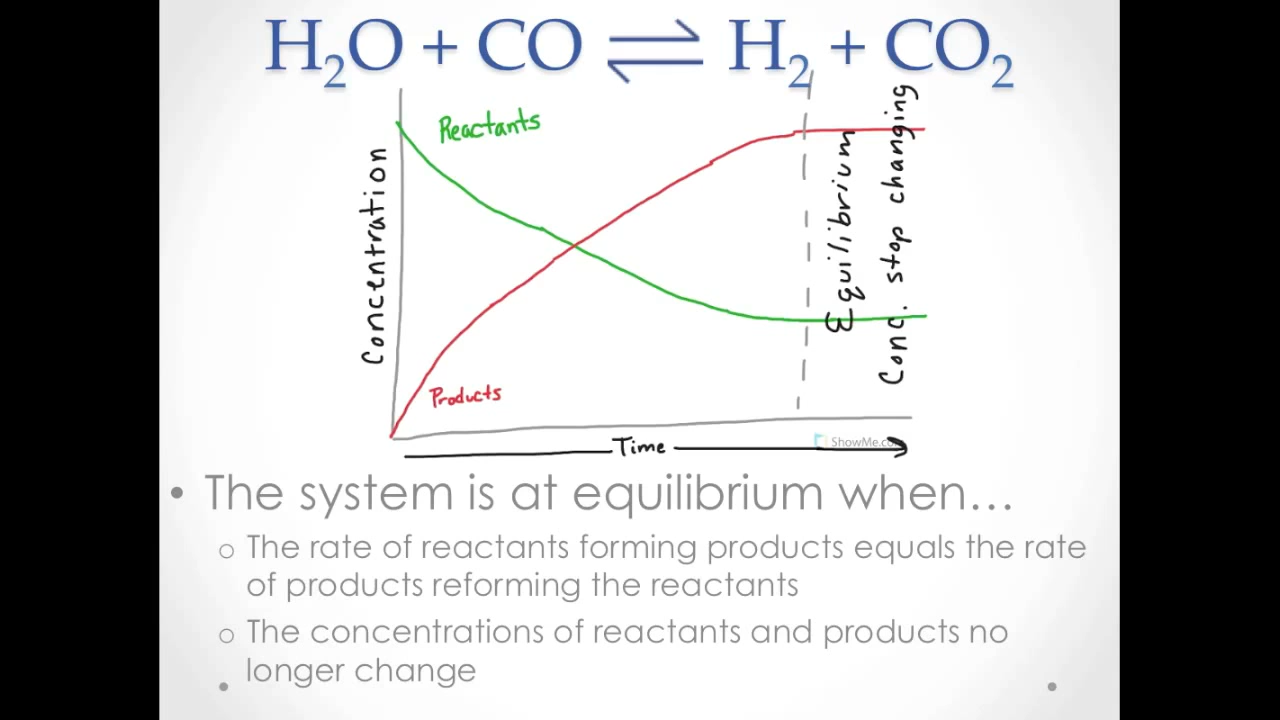 H₂O + CO ⇌ H₂ + CO₂
Reactants
Concentration
Products
Equilibrium
Conc. stop changing
Time
ShowMe.co
• The system is at equilibrium when…
o The rate of reactants forming products equals the rate
of products reforming the reactants
o The concentrations of reactants and products no
longer change